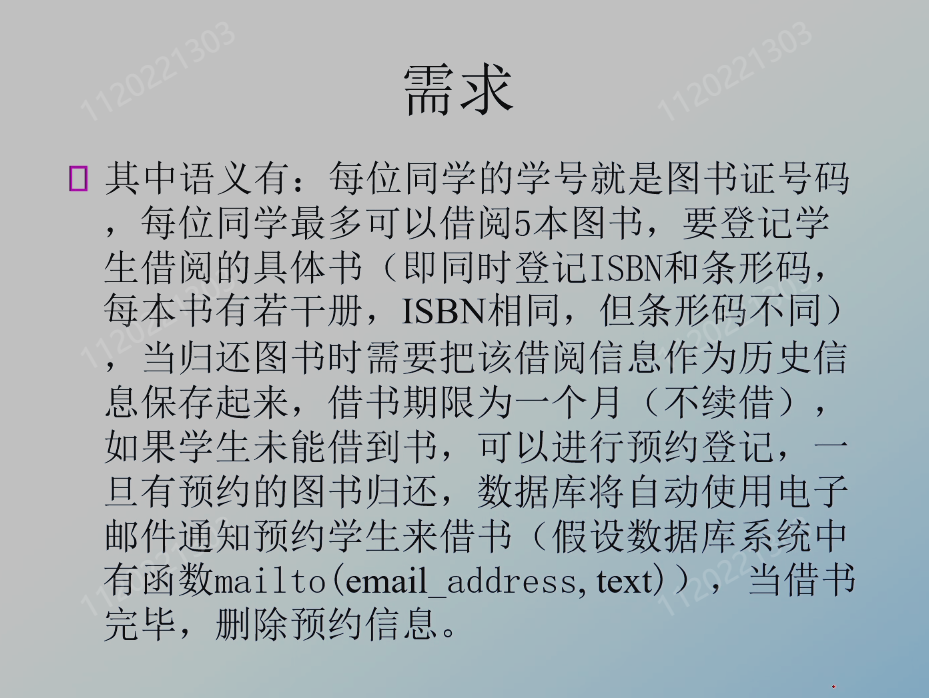 需求
其中语义有：每位同学的学号就是图书证号码
，每位同学最多可以借阅5本图书，要登记学
生借阅的具体书（即同时登记ISBN和条形码，
每本书有若干册，ISBN相同，但条形码不同）
，当归还图书时需要把该借阅信息作为历史信
息保存起来，借书期限为一个月（不续借），
如果学生未能借到书，可以进行预约登记，一
旦有预约的图书归还，数据库将自动使用电子
邮件通知预约学生来借书（假设数据库系统中
有函数mailto(email_address, text)），当借书
完毕，删除预约信息。
1120221303
1120221303
1120221303
1120221303
1120221303
1120221303